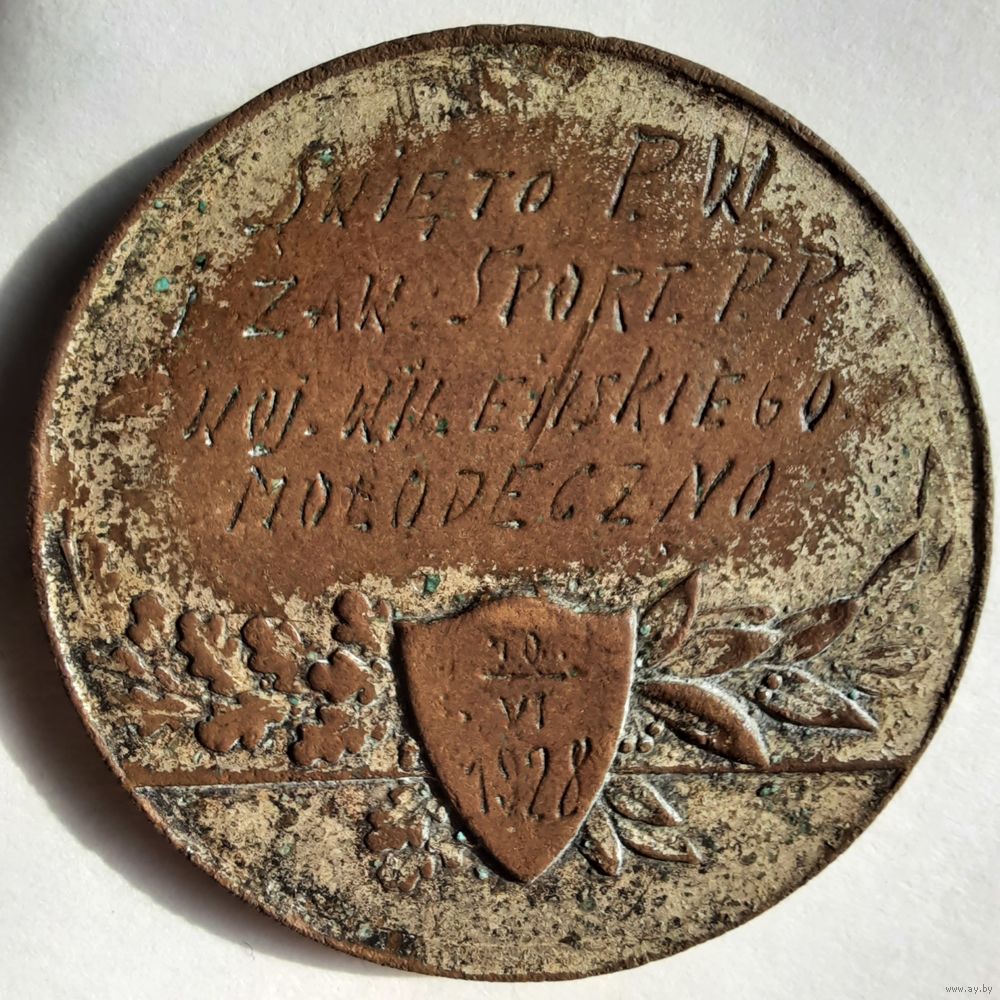 ŚWIĘTO P.W.
I ZAW. SPORT. P.P.
WOJ. WILEŃSKIEGO
MOŁODECZNO
10
VI
1928
www.ay.by